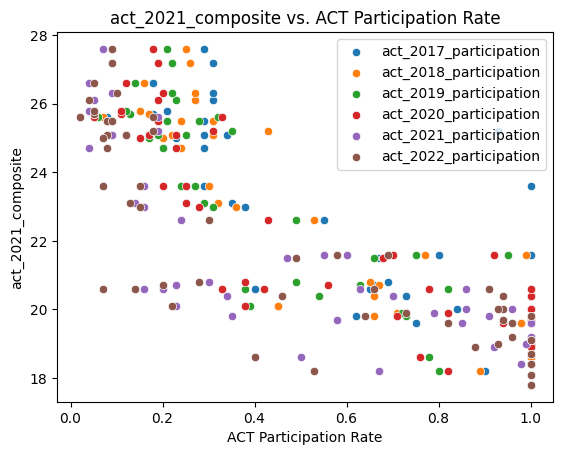 act_2021_composite vs. ACT Participation Rate
act_2017_participation
act_2018_participation
act_2019_participation
act_2020_participation
act_2021_participation
act_2022_participation
act_2021_composite
28
26
24
22
20
18
0.0 0.2 0.4 0.6 0.8 1.0
ACT Participation Rate